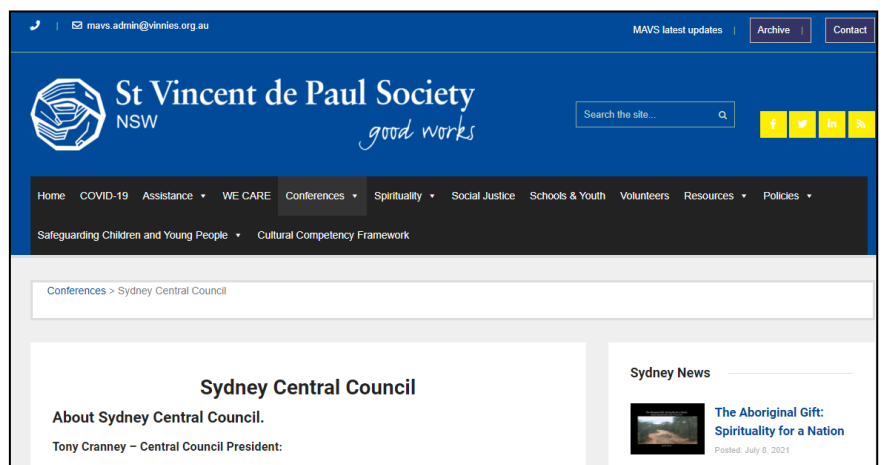 | mavs.admin@vinnies.org.au
MAVS latest updates | Archive | Contact
St Vincent de Paul Society
NSW
good works
Search the site...
Home COVID-19 Assistance WE CARE Conferences Spirituality Social Justice Schools & Youth Volunteers Resources Policies
Safeguarding Children and Young People Cultural Competency Framework
Conferences > Sydney Central Council
Sydney Central Council
About Sydney Central Council.
Tony Cranney – Central Council President:
Sydney News
The Aboriginal Gift:
Spirituality for a Nation
Posted: July 8, 2021